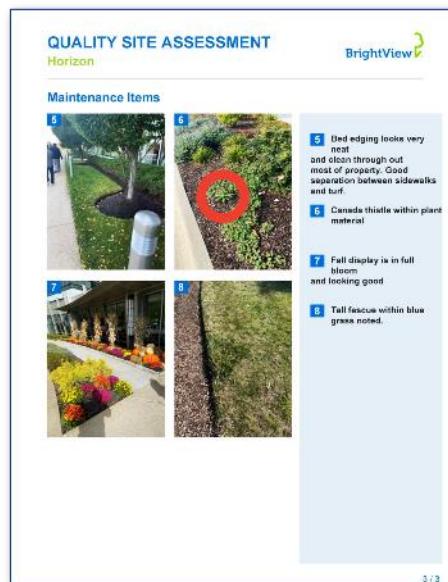 QUALITY SITE ASSESSMENT
Horizon
BrightView
Maintenance Items
5
6
7
8
5 Bed edging looks very
neat
and clean through out
most of property. Good
separation between sidewalks
and turf.
6 Canada thistle within plant
material
7 Fall display is in full
bloom
and looking good
8 Tall fescue within blue
grass noted.
3 / 3